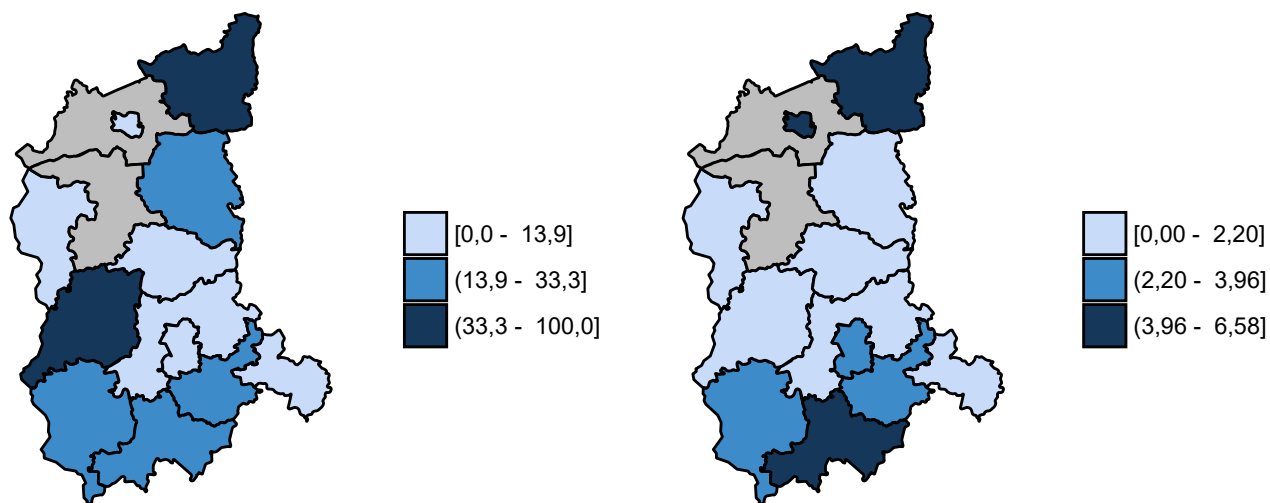 [0,0 - 13,9]
(13,9 - 33,3]
(33,3 - 100,0]
[0,00 - 2,20]
(2,20 - 3,96]
(3,96 - 6,58]